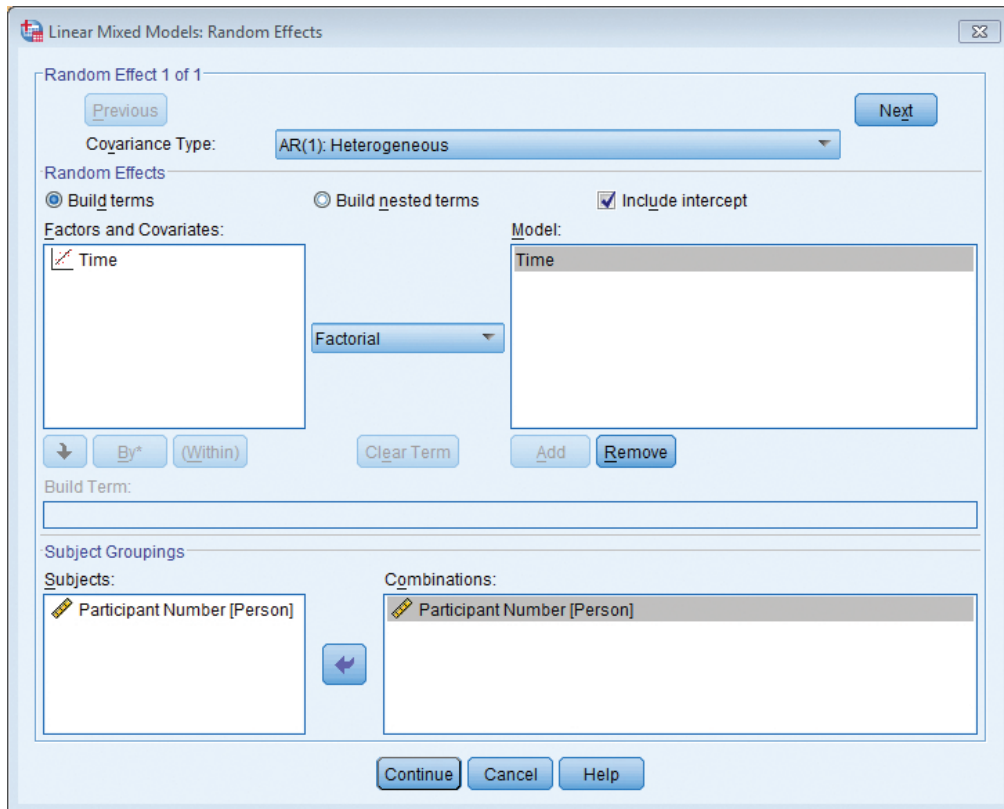 Linear Mixed Models: Random Effects
Random Effect 1 of 1
Previous
Next
Covariance Type:
AR(1): Heterogeneous
Random Effects
Build terms
Build nested terms
Include intercept
Factors and Covariates:
Model:
Time
Time
Factorial
By*
(Within)
Clear Term
Add
Remove
Build Term:
Subject Groupings
Subjects:
Combinations:
Participant Number [Person]
Participant Number [Person]
Continue
Cancel
Help